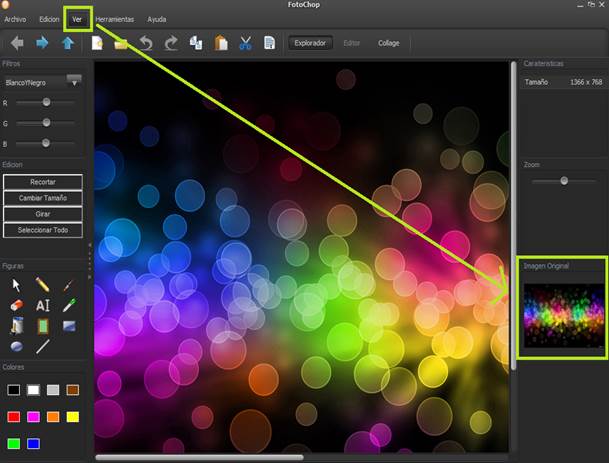 FotoChop
Archivo Edicion Ver Herramientas Ayuda
Explorador Editor Collage
Filtros
BlancoYNegro
R
G
B
Edicion
Recortar
Cambiar Tamaño
Girar
Seleccionar Todo
Figuras
AI
Colores
Carateristicas
Tamaño 1366 x 768
Zoom
Imagen Original